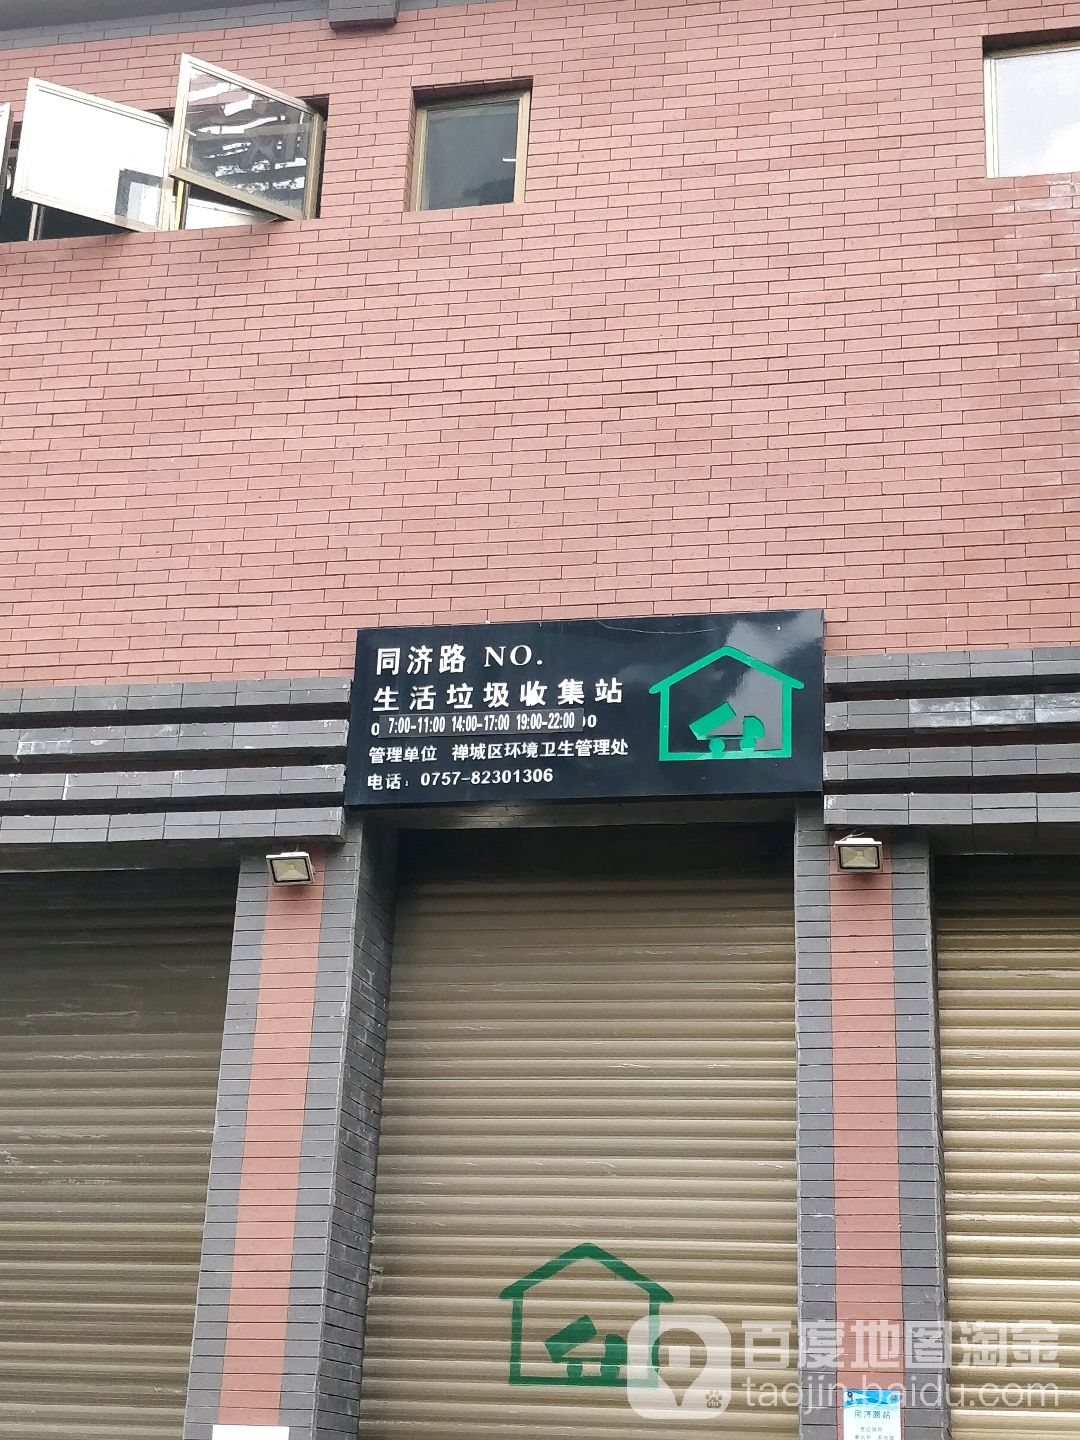 同济路 NO.
生活垃圾收集站
7:00-11:00 14:00-17:00 19:00-22:00
管理单位 禅城区环境卫生管理处
电话：0757-82301306
百度地图淘金
taojin.baidu.com
同济路站